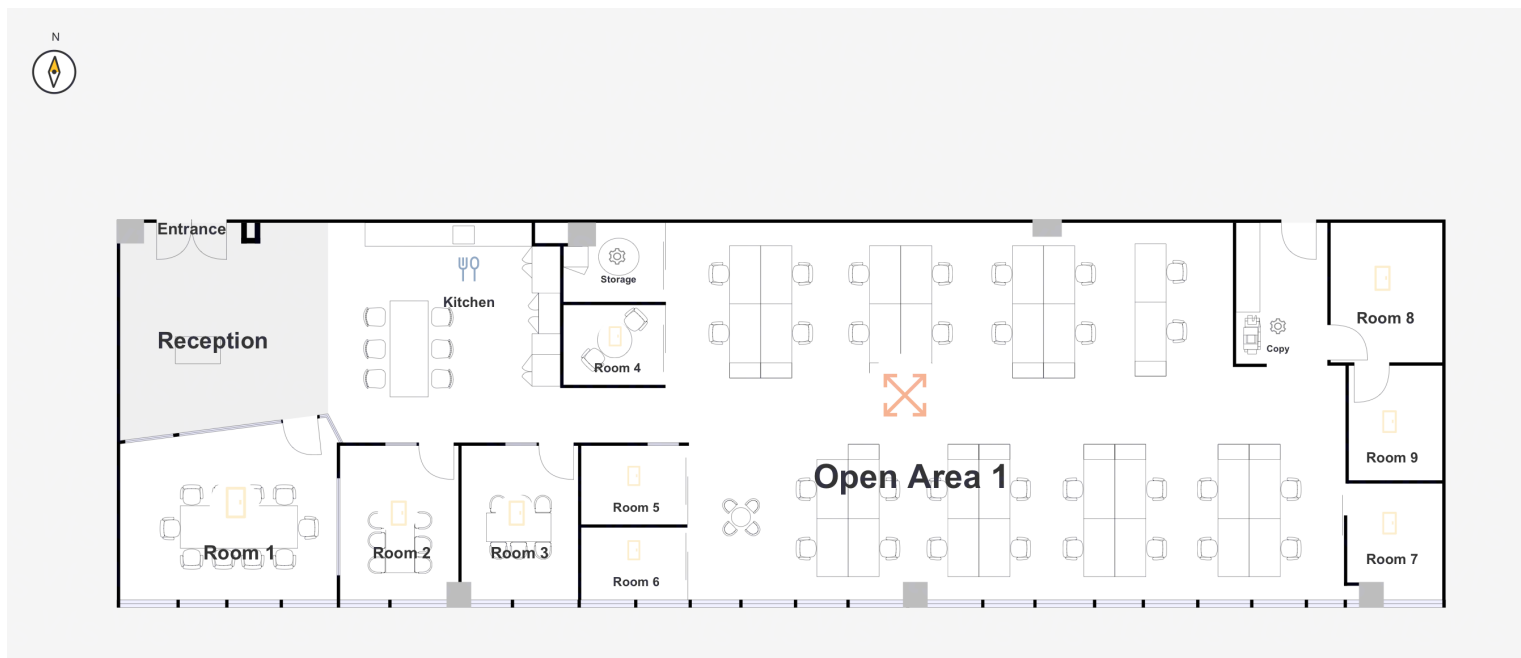 N
Entrance
Reception
Kitchen
Storage
Room 4
Copy
Room 8
Room 9
Open Area 1
Room 1
Room 2
Room 3
Room 5
Room 6
Room 7